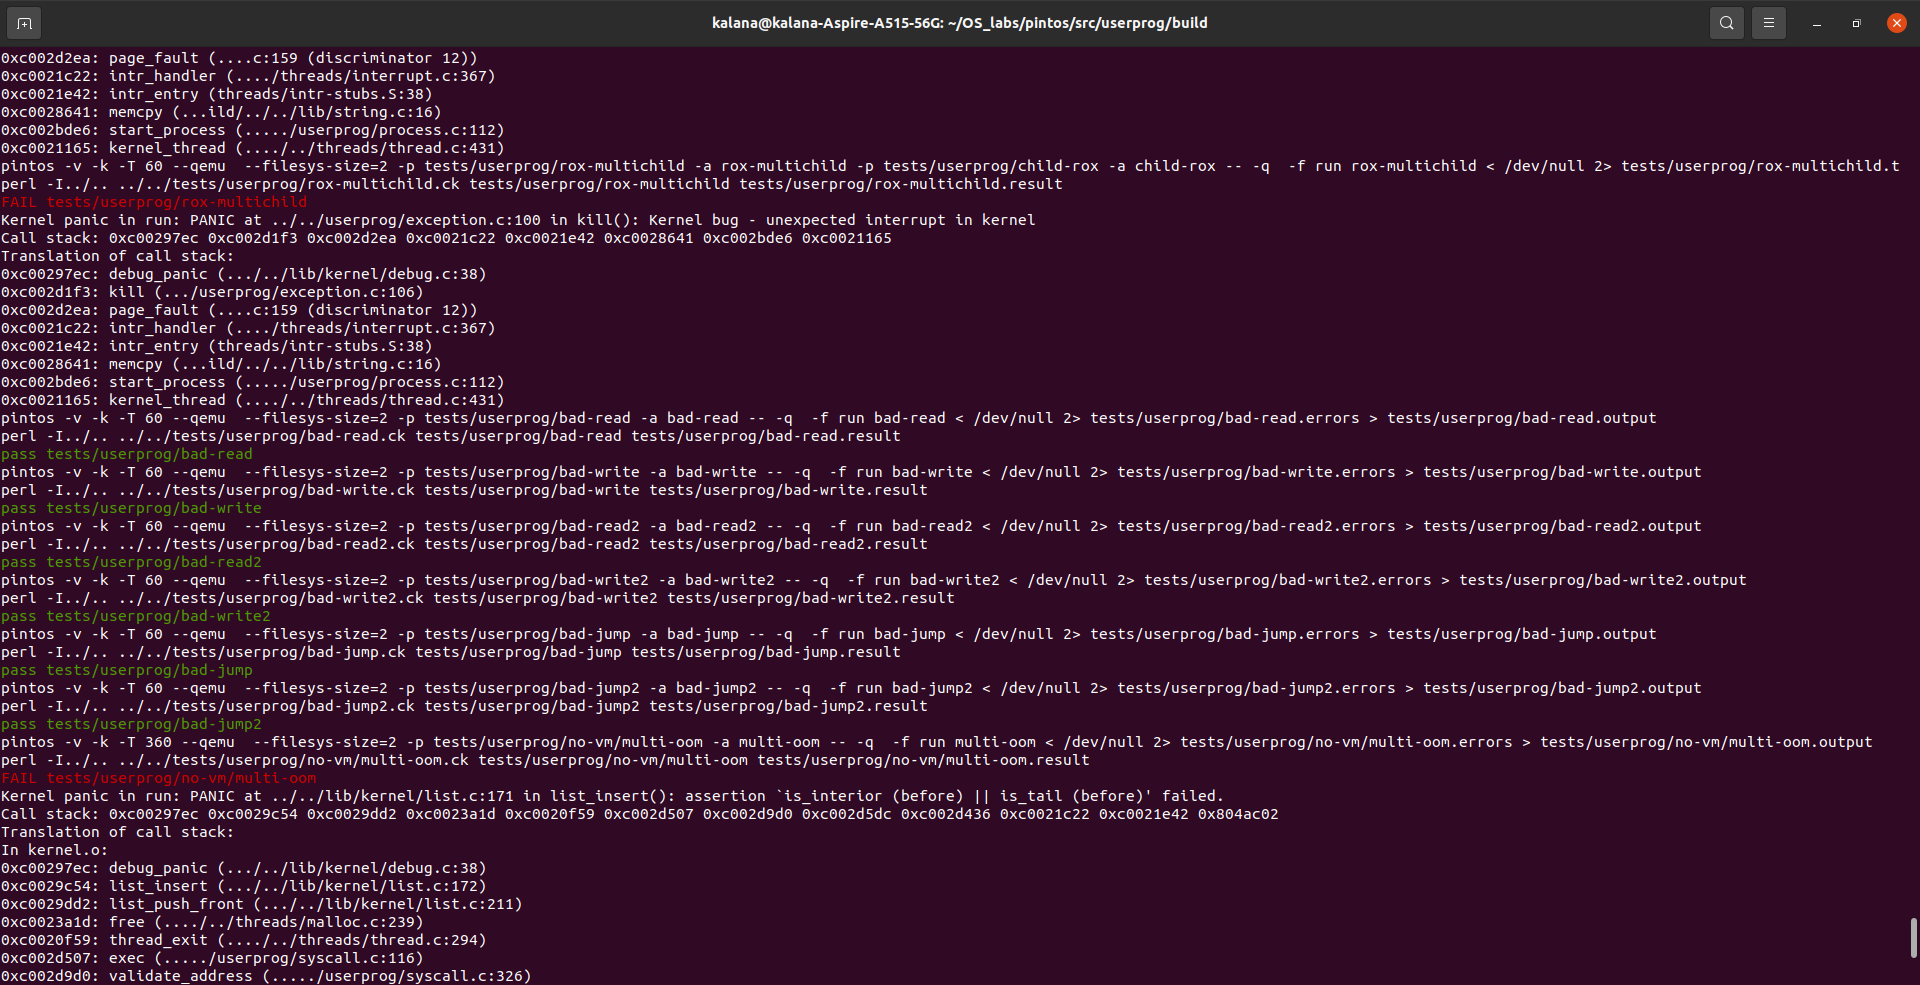 kalana@kalana-Aspire-A515-56G: ~/OS_labs/pintos/src/userprog/build
0xc002d2ea: page_fault (....c:159 (discriminator 12))
0xc0021c22: intr_handler (..../threads/interrupt.c:367)
0xc0021e42: intr_entry (threads/intr-stubs.S:38)
0xc0028641: memcpy (...ild/../../lib/string.c:16)
0xc002bde6: start_process (...../userprog/process.c:112)
0xc0021165: kernel_thread (..../../threads/thread.c:431)
pintos -v -k -T 60 --qemu  --filesys-size=2 -p tests/userprog/rox-multichild -a rox-multichild -p tests/userprog/child-rox -a child-rox -- -q  -f run rox-multichild < /dev/null 2> tests/userprog/rox-multichild.t
perl -I../.. ../../tests/userprog/rox-multichild.ck tests/userprog/rox-multichild tests/userprog/rox-multichild.result
FAIL tests/userprog/rox-multichild
Kernel panic in run: PANIC at ../../userprog/exception.c:100 in kill(): Kernel bug - unexpected interrupt in kernel
Call stack: 0xc00297ec 0xc002d1f3 0xc002d2ea 0xc0021c22 0xc0021e42 0xc0028641 0xc002bde6 0xc0021165
Translation of call stack:
0xc00297ec: debug_panic (.../../lib/kernel/debug.c:38)
0xc002d1f3: kill (.../userprog/exception.c:106)
0xc002d2ea: page_fault (....c:159 (discriminator 12))
0xc0021c22: intr_handler (..../threads/interrupt.c:367)
0xc0021e42: intr_entry (threads/intr-stubs.S:38)
0xc0028641: memcpy (...ild/../../lib/string.c:16)
0xc002bde6: start_process (...../userprog/process.c:112)
0xc0021165: kernel_thread (..../../threads/thread.c:431)
pintos -v -k -T 60 --qemu  --filesys-size=2 -p tests/userprog/bad-read -a bad-read -- -q  -f run bad-read < /dev/null 2> tests/userprog/bad-read.errors > tests/userprog/bad-read.output
perl -I../.. ../../tests/userprog/bad-read.ck tests/userprog/bad-read tests/userprog/bad-read.result
pass tests/userprog/bad-read
pintos -v -k -T 60 --qemu  --filesys-size=2 -p tests/userprog/bad-write -a bad-write -- -q  -f run bad-write < /dev/null 2> tests/userprog/bad-write.errors > tests/userprog/bad-write.output
perl -I../.. ../../tests/userprog/bad-write.ck tests/userprog/bad-write tests/userprog/bad-write.result
pass tests/userprog/bad-write
pintos -v -k -T 60 --qemu  --filesys-size=2 -p tests/userprog/bad-read2 -a bad-read2 -- -q  -f run bad-read2 < /dev/null 2> tests/userprog/bad-read2.errors > tests/userprog/bad-read2.output
perl -I../.. ../../tests/userprog/bad-read2.ck tests/userprog/bad-read2 tests/userprog/bad-read2.result
pass tests/userprog/bad-read2
pintos -v -k -T 60 --qemu  --filesys-size=2 -p tests/userprog/bad-write2 -a bad-write2 -- -q  -f run bad-write2 < /dev/null 2> tests/userprog/bad-write2.errors > tests/userprog/bad-write2.output
perl -I../.. ../../tests/userprog/bad-write2.ck tests/userprog/bad-write2 tests/userprog/bad-write2.result
pass tests/userprog/bad-write2
pintos -v -k -T 60 --qemu  --filesys-size=2 -p tests/userprog/bad-jump -a bad-jump -- -q  -f run bad-jump < /dev/null 2> tests/userprog/bad-jump.errors > tests/userprog/bad-jump.output
perl -I../.. ../../tests/userprog/bad-jump.ck tests/userprog/bad-jump tests/userprog/bad-jump.result
pass tests/userprog/bad-jump
pintos -v -k -T 60 --qemu  --filesys-size=2 -p tests/userprog/bad-jump2 -a bad-jump2 -- -q  -f run bad-jump2 < /dev/null 2> tests/userprog/bad-jump2.errors > tests/userprog/bad-jump2.output
perl -I../.. ../../tests/userprog/bad-jump2.ck tests/userprog/bad-jump2 tests/userprog/bad-jump2.result
pass tests/userprog/bad-jump2
pintos -v -k -T 360 --qemu  --filesys-size=2 -p tests/userprog/no-vm/multi-oom -a multi-oom -- -q  -f run multi-oom < /dev/null 2> tests/userprog/no-vm/multi-oom.errors > tests/userprog/no-vm/multi-oom.output
perl -I../.. ../../tests/userprog/no-vm/multi-oom.ck tests/userprog/no-vm/multi-oom tests/userprog/no-vm/multi-oom.result
FAIL tests/userprog/no-vm/multi-oom
Kernel panic in run: PANIC at ../../lib/kernel/list.c:171 in list_insert(): assertion `is_interior (before) || is_tail (before)' failed.
Call stack: 0xc00297ec 0xc0029c54 0xc0029dd2 0xc0023a1d 0xc0020f59 0xc002d507 0xc002d9d0 0xc002d5dc 0xc002d436 0xc0021c22 0xc0021e42 0x804ac02
Translation of call stack:
In kernel.o:
0xc00297ec: debug_panic (.../../lib/kernel/debug.c:38)
0xc0029c54: list_insert (.../../lib/kernel/list.c:172)
0xc0029dd2: list_push_front (.../../lib/kernel/list.c:211)
0xc0023a1d: free (..../../threads/malloc.c:239)
0xc0020f59: thread_exit (..../../threads/thread.c:294)
0xc002d507: exec (...../userprog/syscall.c:116)
0xc002d9d0: validate_address (...../userprog/syscall.c:326)